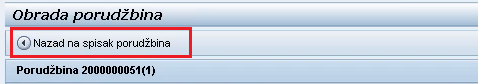 Obrada porudžbina
Nazad na spisak porudžbina
Porudžbina 2000000051(1)